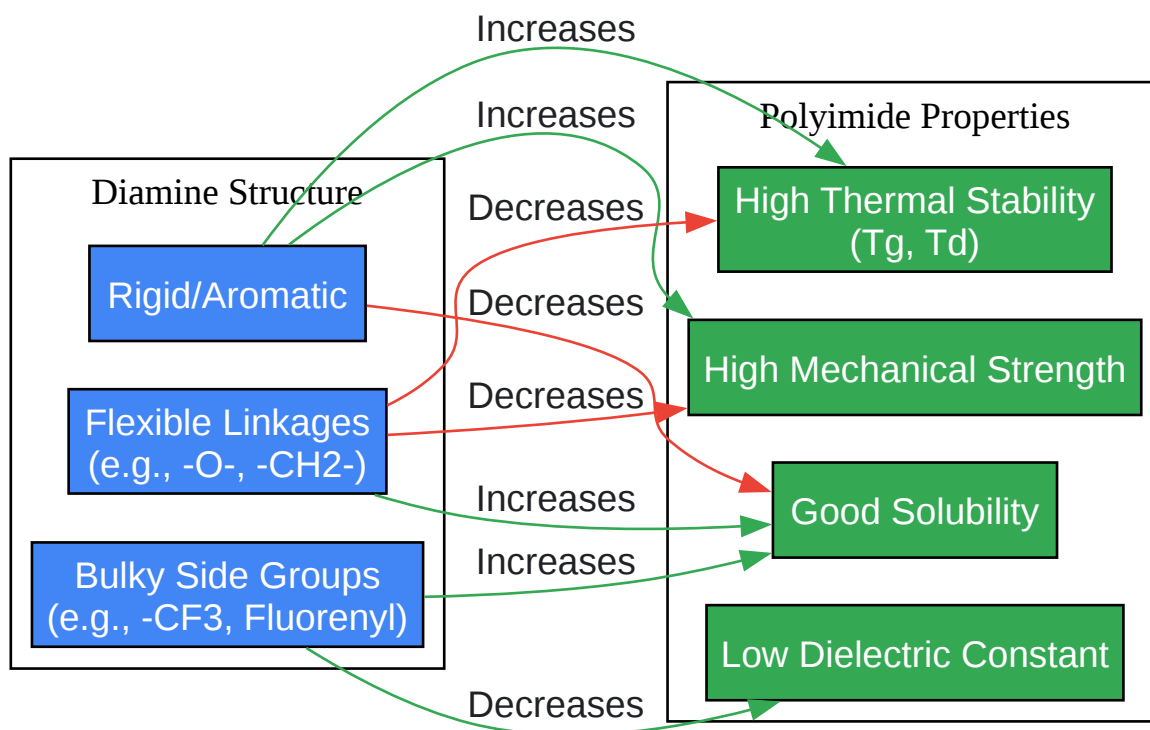 Increases
Increases
Polyimide Properties
Diamine Structure
Decreases
High Thermal Stability
(Tg, Td)
Rigid/Aromatic
Decreases
High Mechanical Strength
Decreases
Flexible Linkages
(e.g., -O-, -CH2-)
Increases
Good Solubility
Increases
Bulky Side Groups
(e.g., -CF3, Fluorenyl)
Low Dielectric Constant
Decreases